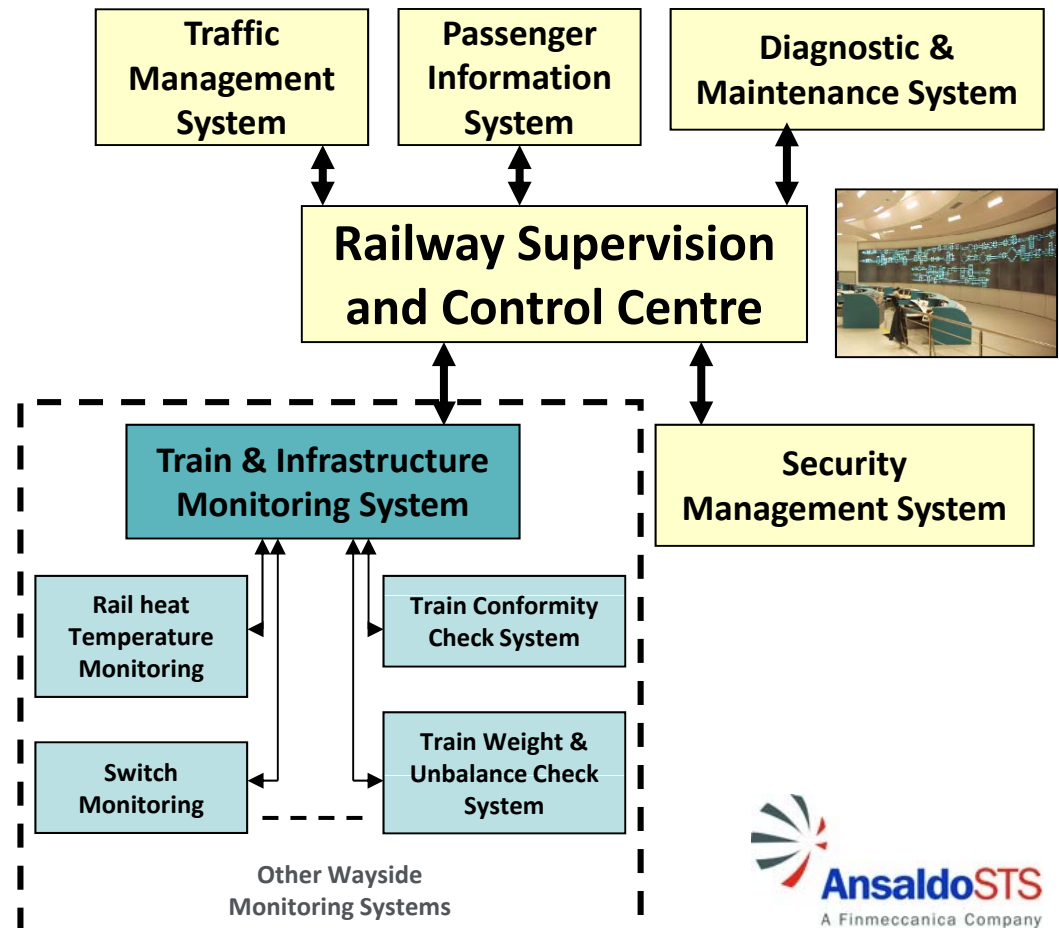 Traffic
Management
System
Passenger
Information
System
Diagnostic &
Maintenance System
Railway Supervision
and Control Centre
Train & Infrastructure
Monitoring System
Security
Management System
Rail heat
Temperature
Monitoring
Train Conformity
Check System
Switch
Monitoring
Train Weight &
Unbalance Check
System
Other Wayside
Monitoring Systems
AnsaldoSTS
A Finmeccanica Company